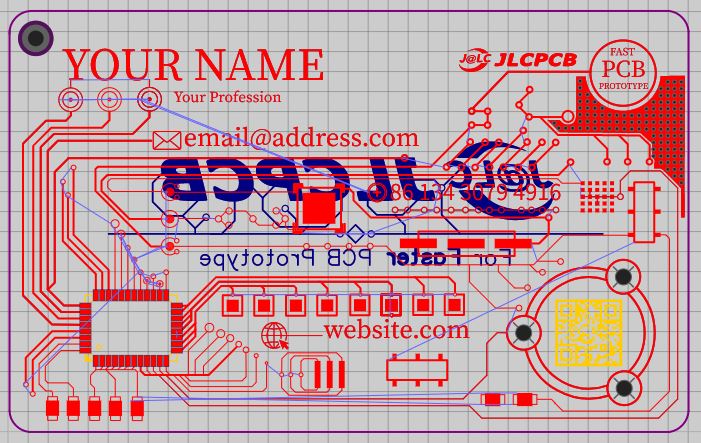 YOUR NAME
Your Profession
J@LC JLCPCB
FAST
PCB
PROTOTYPE
email@address.com
J@LC JLCPCB
86 134 3079 4916
For Faster PCB Prototype
website.com